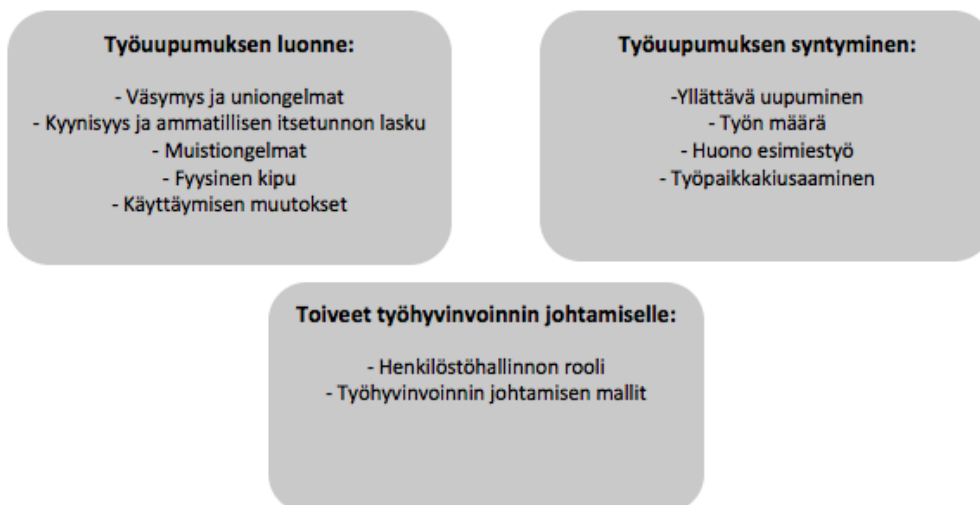 Työuupumuksen luonne:
- Väsymys ja uniongelmat
- Kyynisyys ja ammatillisen itsetunnon lasku
- Muistiongelmat
- Fyysinen kipu
- Käyttäymisen muutokset
Työuupumuksen syntyminen:
-Yllättävä uupuminen
- Työn määrä
- Huono esimiestyö
- Työpaikkakiusaaminen
Toiveet työhyvinvoinnin johtamiselle:
- Henkilöstöhallinnon rooli
- Työhyvinvoinnin johtamisen mallit